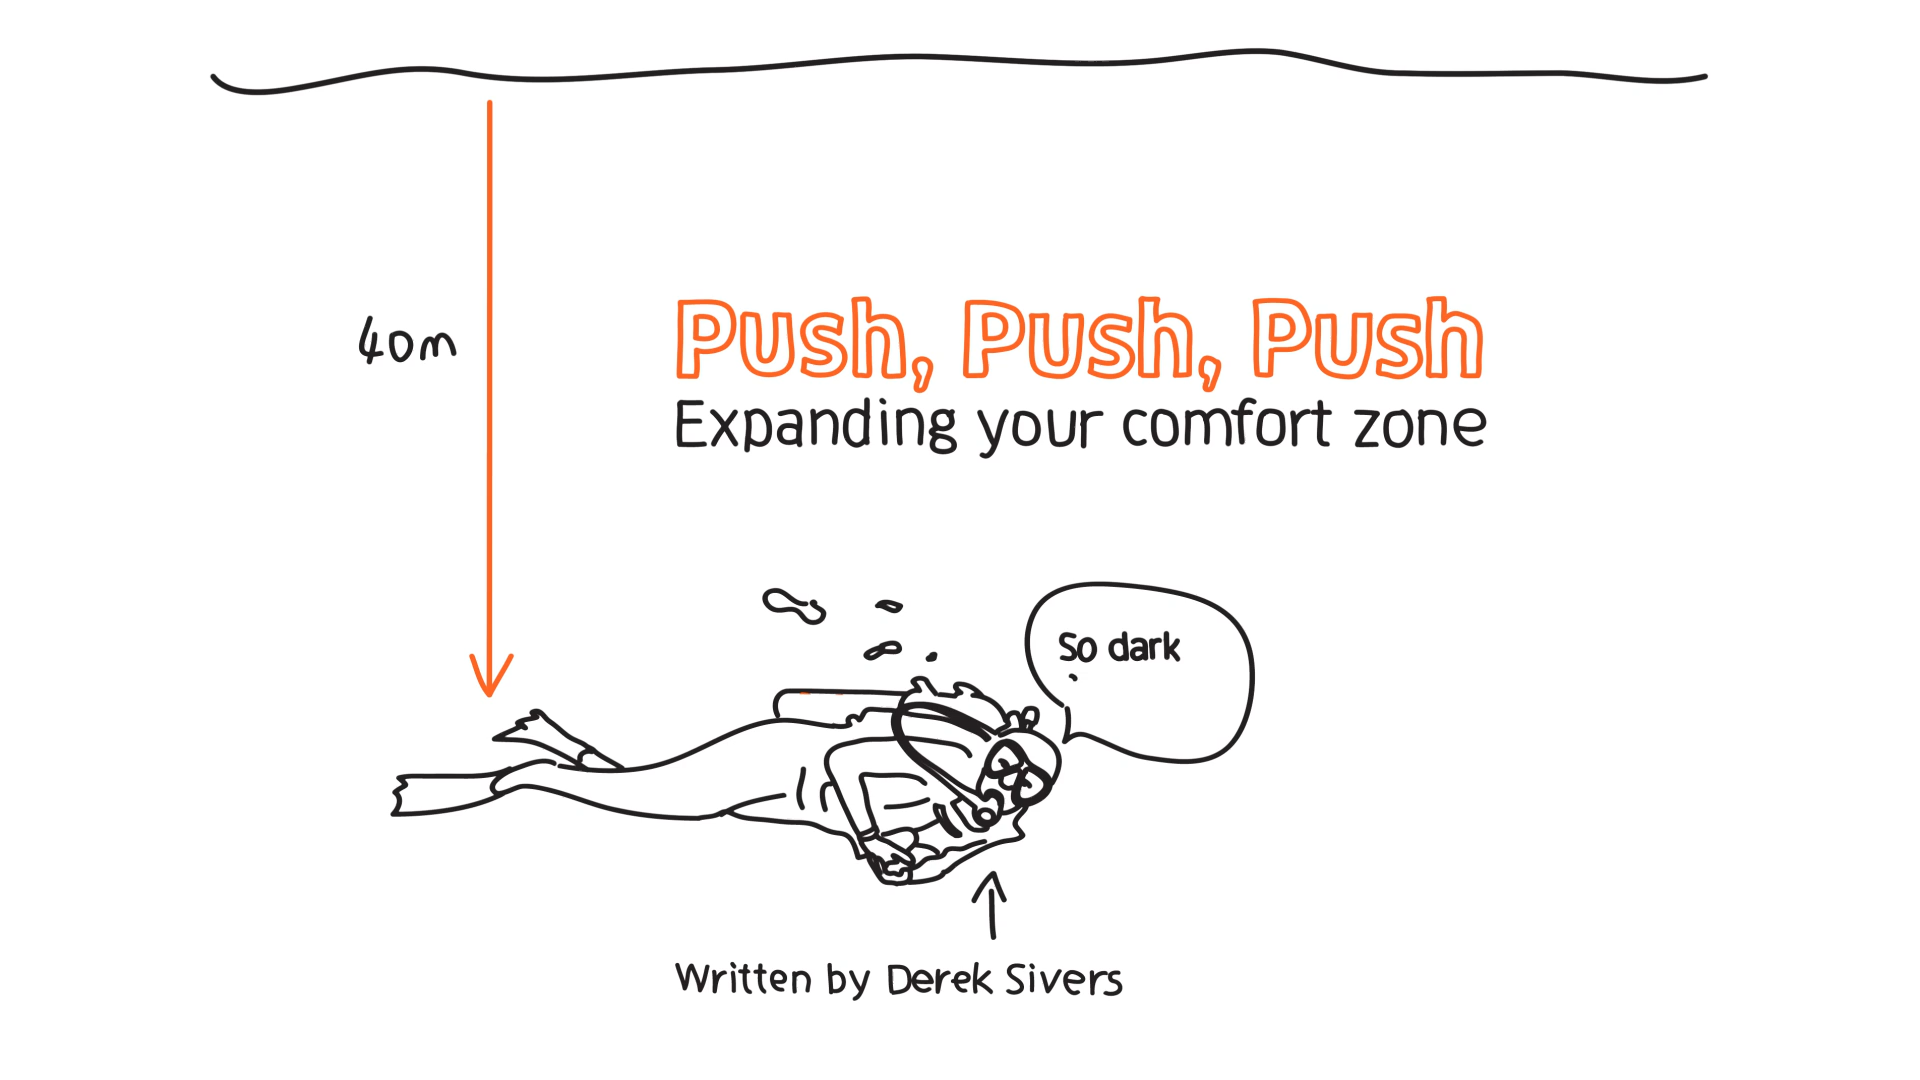 40m
Push, Push, Push
Expanding your comfort zone
So dark
Written by Derek Sivers